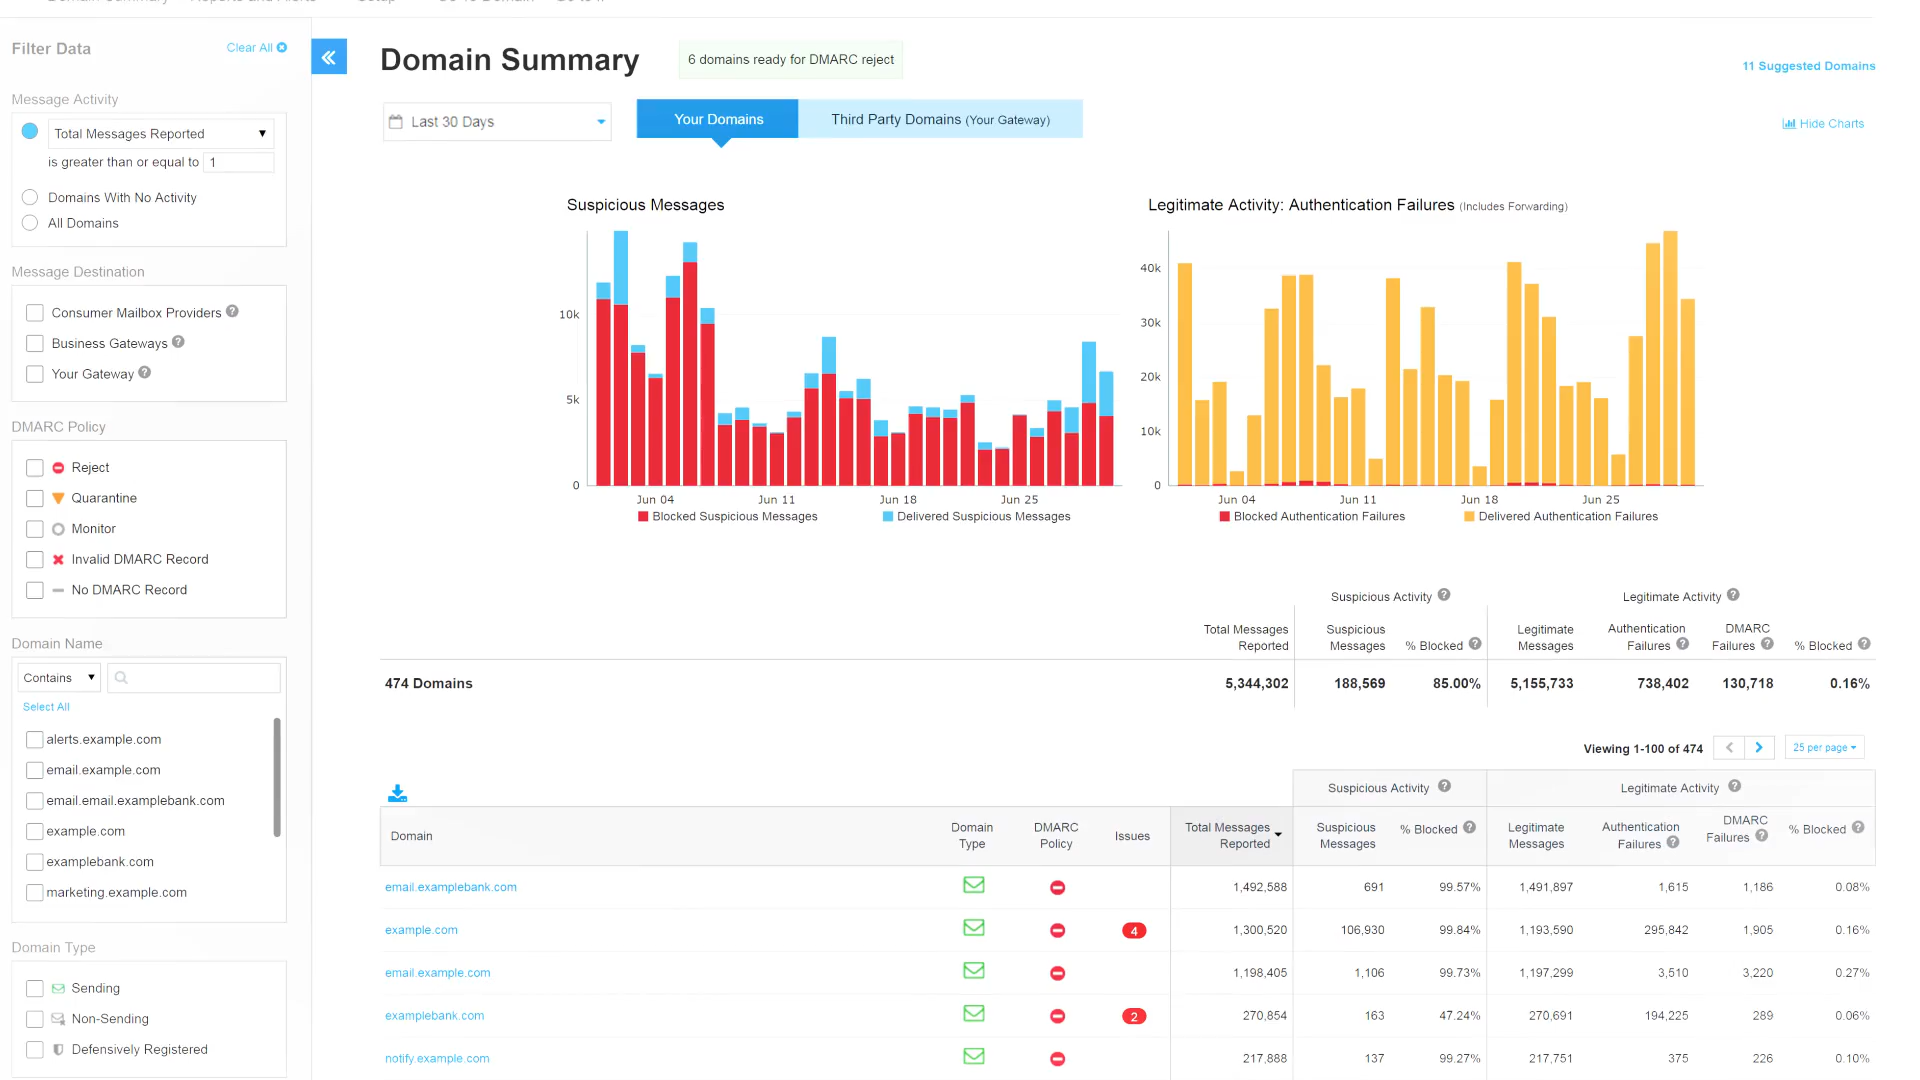 Filter Data
Clear All
Message Activity
Total Messages Reported
is greater than or equal to 1
Domains With No Activity
All Domains
Message Destination
Consumer Mailbox Providers ?
Business Gateways ?
Your Gateway ?
DMARC Policy
Reject
Quarantine
Monitor
Invalid DMARC Record
No DMARC Record
Domain Name
Contains
Select All
alerts.example.com
email.example.com
email.email.examplebank.com
example.com
examplebank.com
marketing.example.com
Domain Type
Sending
Non-Sending
Defensively Registered
Domain Summary
6 domains ready for DMARC reject
11 Suggested Domains
Last 30 Days
Your Domains
Third Party Domains (Your Gateway)
Hide Charts
Suspicious Messages
10k
5k
0
Jun 04 Jun 11 Jun 18 Jun 25
Blocked Suspicious Messages Delivered Suspicious Messages
Legitimate Activity: Authentication Failures (Includes Forwarding)
40k
30k
20k
10k
0
Jun 04 Jun 11 Jun 18 Jun 25
Blocked Authentication Failures Delivered Authentication Failures
Suspicious Activity ? Legitimate Activity ?
Total Messages Suspicious Legitimate Authentication DMARC
Reported Messages % Blocked ? Messages Failures ? Failures ? % Blocked ?
474 Domains 5,344,302 188,569 85.00% 5,155,733 738,402 130,718 0.16%
Viewing 1-100 of 474 25 per page
Suspicious Activity ? Legitimate Activity ?
Domain Domain DMARC Issues Total Messages Suspicious % Blocked ? Legitimate Authentication DMARC % Blocked ?
Type Policy Reported Messages Messages Failures ? Failures ?
email.examplebank.com 1,492,588 691 99.57% 1,491,897 1,615 1,186 0.08%
example.com 4 1,300,520 106,930 99.84% 1,193,590 295,842 1,905 0.16%
email.example.com 1,198,405 1,106 99.73% 1,197,299 3,510 3,220 0.27%
examplebank.com 2 270,854 163 47.24% 270,691 194,225 289 0.06%
notify.example.com 217,888 137 99.27% 217,751 375 226 0.10%